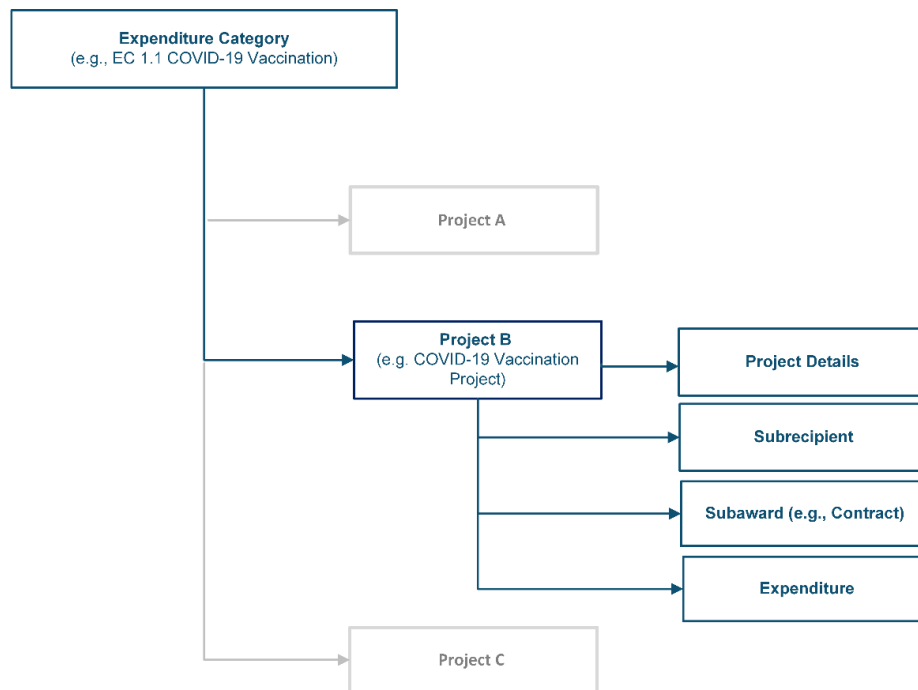 Expenditure Category
(e.g., EC 1.1 COVID-19 Vaccination)
Project A
Project B
(e.g. COVID-19 Vaccination
Project)
Project Details
Subrecipient
Subaward (e.g., Contract)
Expenditure
Project C